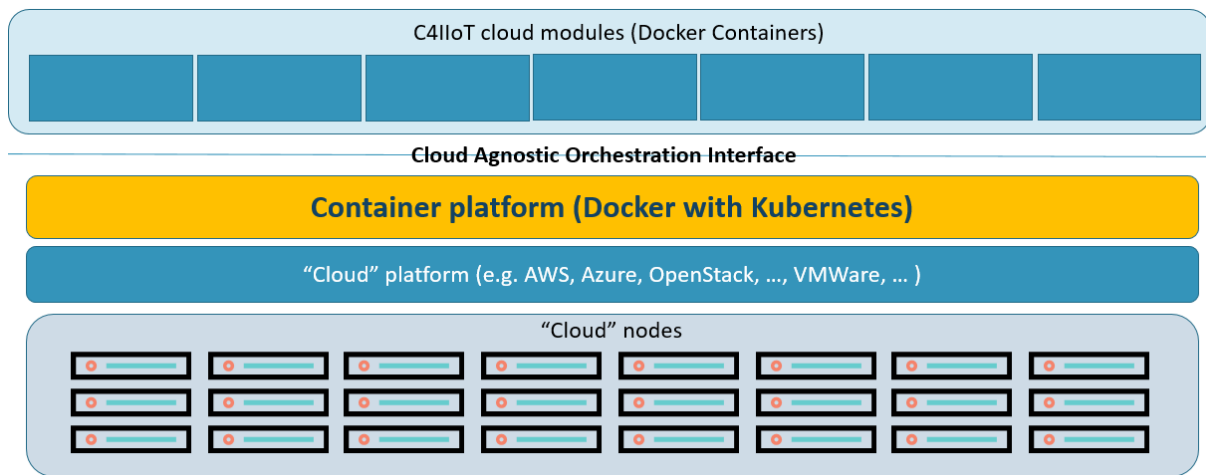 C4IIoT cloud modules (Docker Containers)
Cloud Agnostic Orchestration Interface
Container platform (Docker with Kubernetes)
“Cloud” platform (e.g. AWS, Azure, OpenStack, …, VMWare, … )
“Cloud” nodes